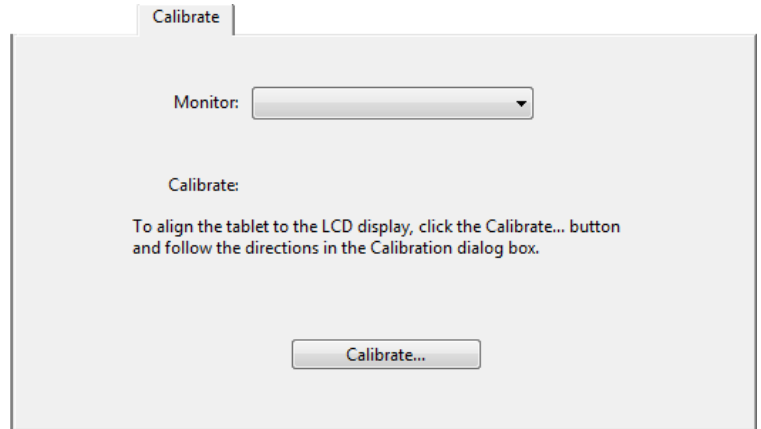 Calibrate
Monitor:
Calibrate:
To align the tablet to the LCD display, click the Calibrate... button
and follow the directions in the Calibration dialog box.
Calibrate...